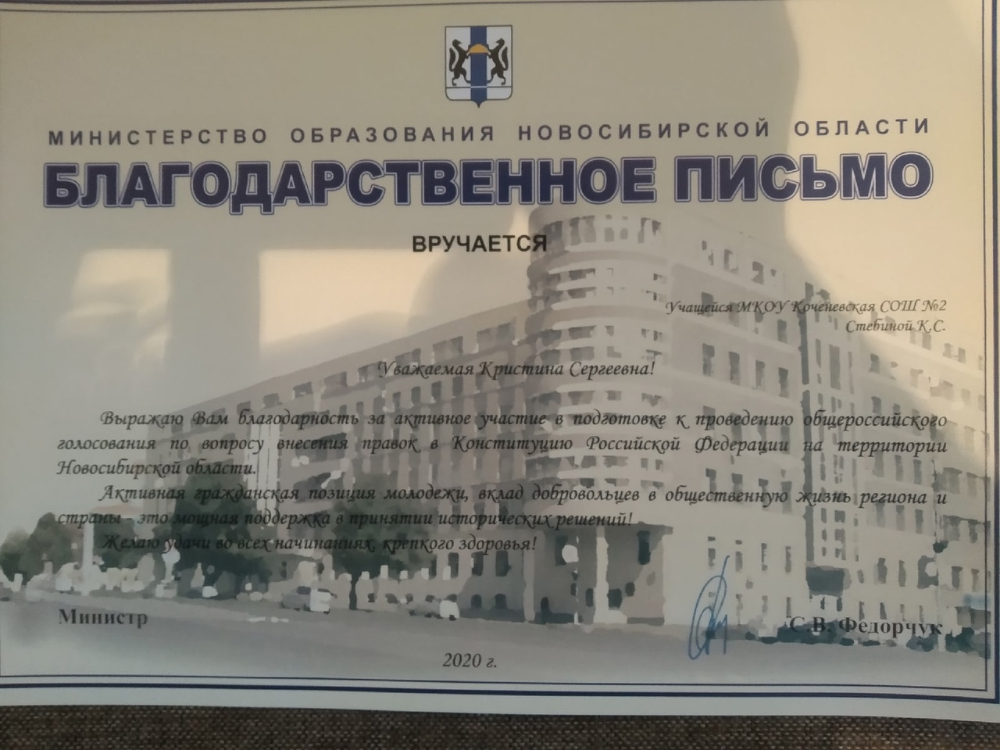 МИНИСТЕРСТВО ОБРАЗОВАНИЯ НОВОСИБИРСКОЙ ОБЛАСТИ
БЛАГОДАРСТВЕННОЕ ПИСЬМО
ВРУЧАЕТСЯ
Учащейся МКОУ Коченевская СОШ №2
Стебиной К.С.
Уважаемая Кристина Сергеевна!
Выражаю Вам благодарность за активное участие в подготовке к проведению общероссийского
голосования по вопросу внесения правок в Конституцию Российской Федерации на территории
Новосибирской области.
Активная гражданская позиция молодежи, вклад добровольцев в общественную жизнь региона и
страны - это мощная поддержка в принятии исторических решений!
Желаю удачи во всех начинаниях, крепкого здоровья!
Министр
С.В. Федорчук
2020 г.